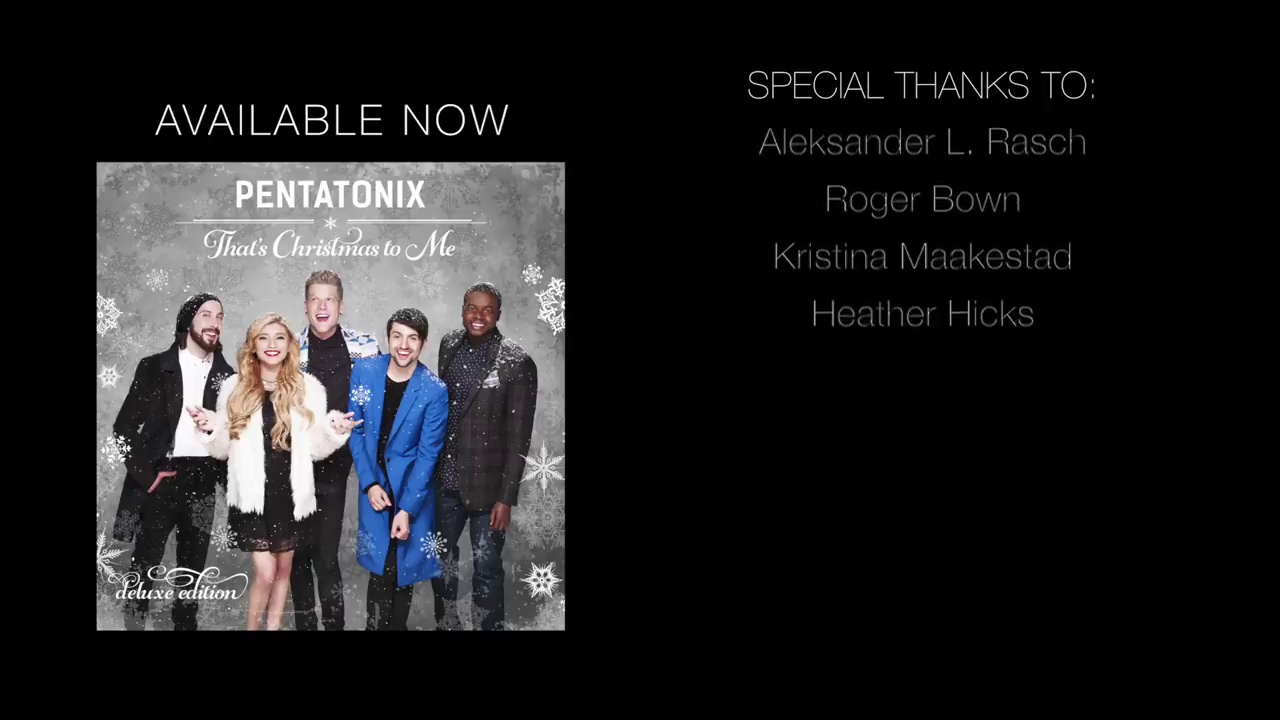 AVAILABLE NOW
PENTATONIX
That's Christmas to Me
deluxe edition
SPECIAL THANKS TO:
Aleksander L. Rasch
Roger Bown
Kristina Maakestad
Heather Hicks